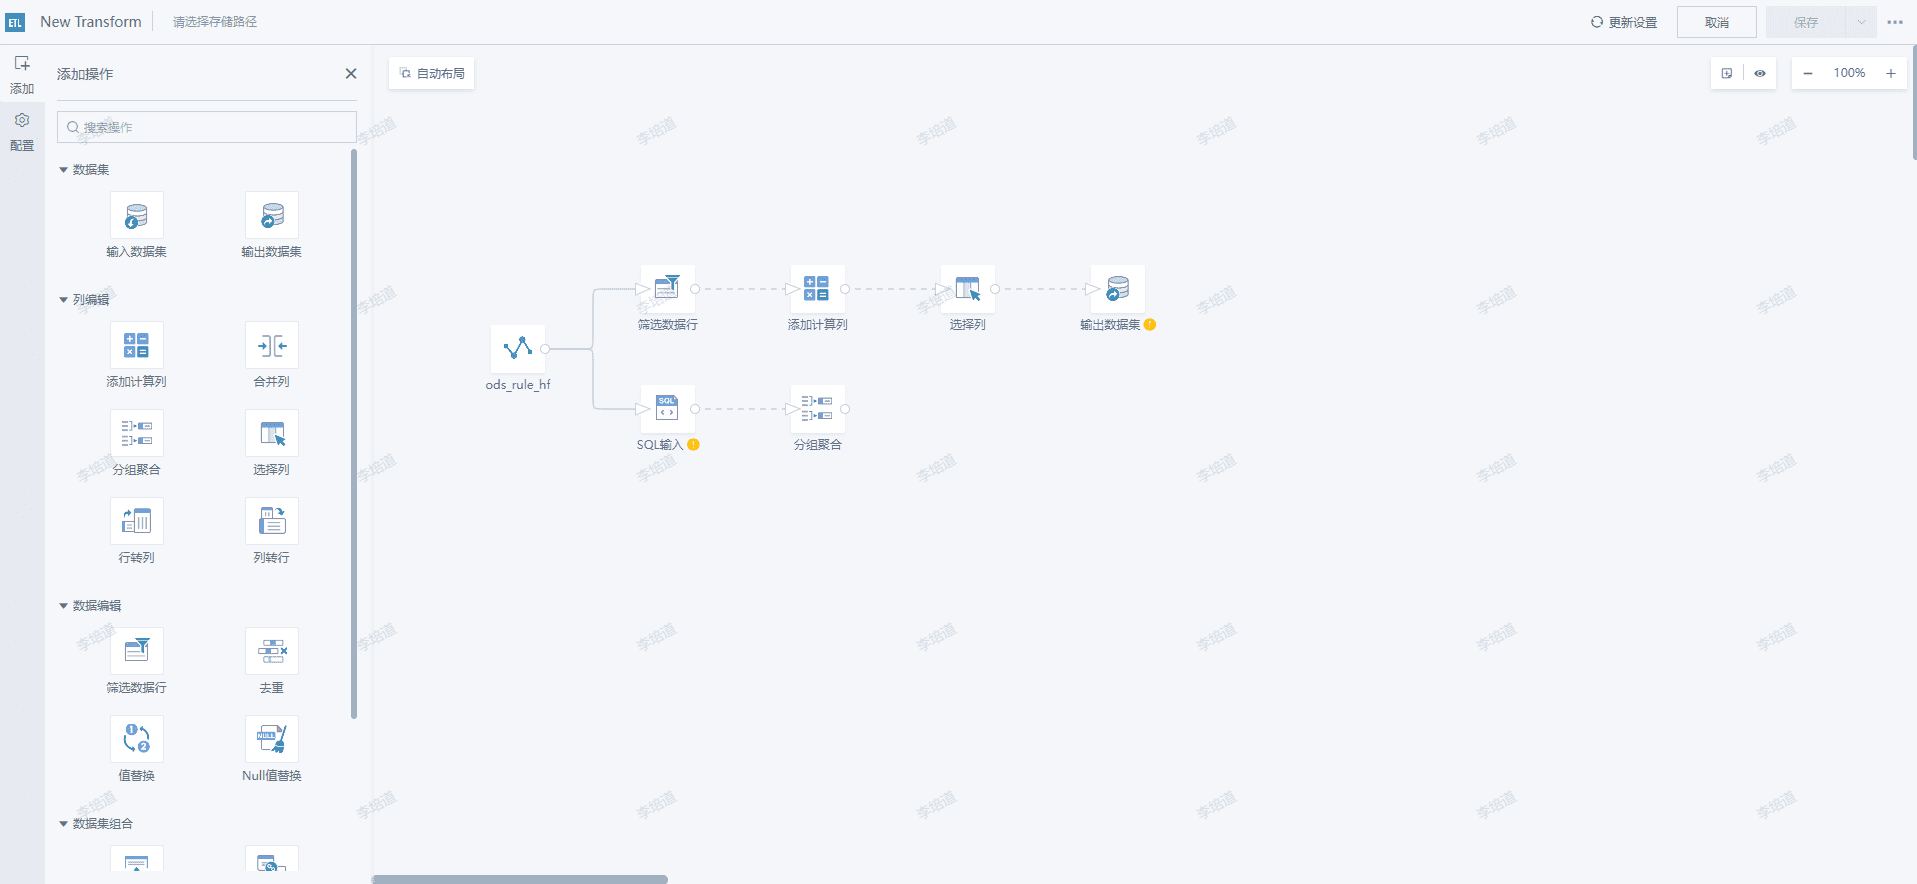 ETL New Transform 请选择存储路径 更新设置 取消 保存
添加
配置
添加操作
搜索操作
数据集
输入数据集 输出数据集
列编辑
添加计算列 合并列
分组聚合 选择列
行转列 列转行
数据编辑
筛选数据行 去重
值替换 Null值替换
数据集组合
自动布局
100%
ods_rule_hf
筛选数据行 添加计算列 选择列 输出数据集
SQL
SQL输入 分组聚合
李培道